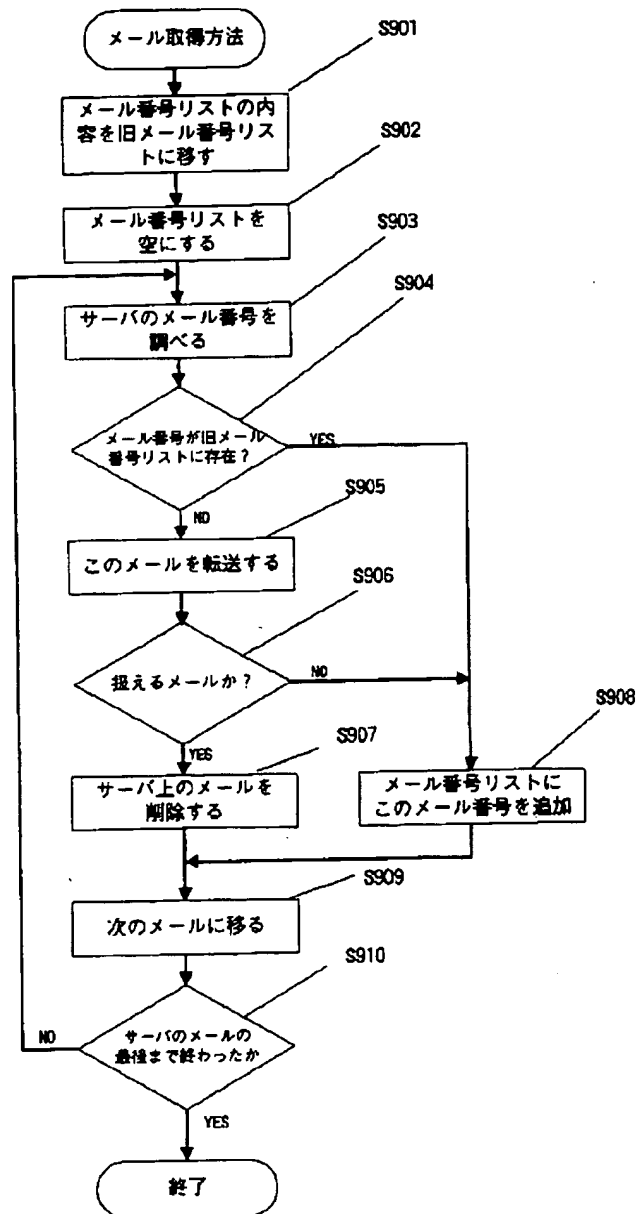 メール取得方法
S901
メール番号リストの内
容を旧メール番号リス
トに移す
S902
メール番号リストを
空にする
S903
サーバのメール番号を
調べる
S904
メール番号が旧メール
番号リストに存在?
YES
NO
S905
このメールを転送する
S906
扱えるメールか?
NO
YES
S907
サーバ上のメールを
削除する
S908
メール番号リストに
このメール番号を追加
S909
次のメールに移る
S910
サーバのメールの
最後まで終わったか
NO
YES
終了